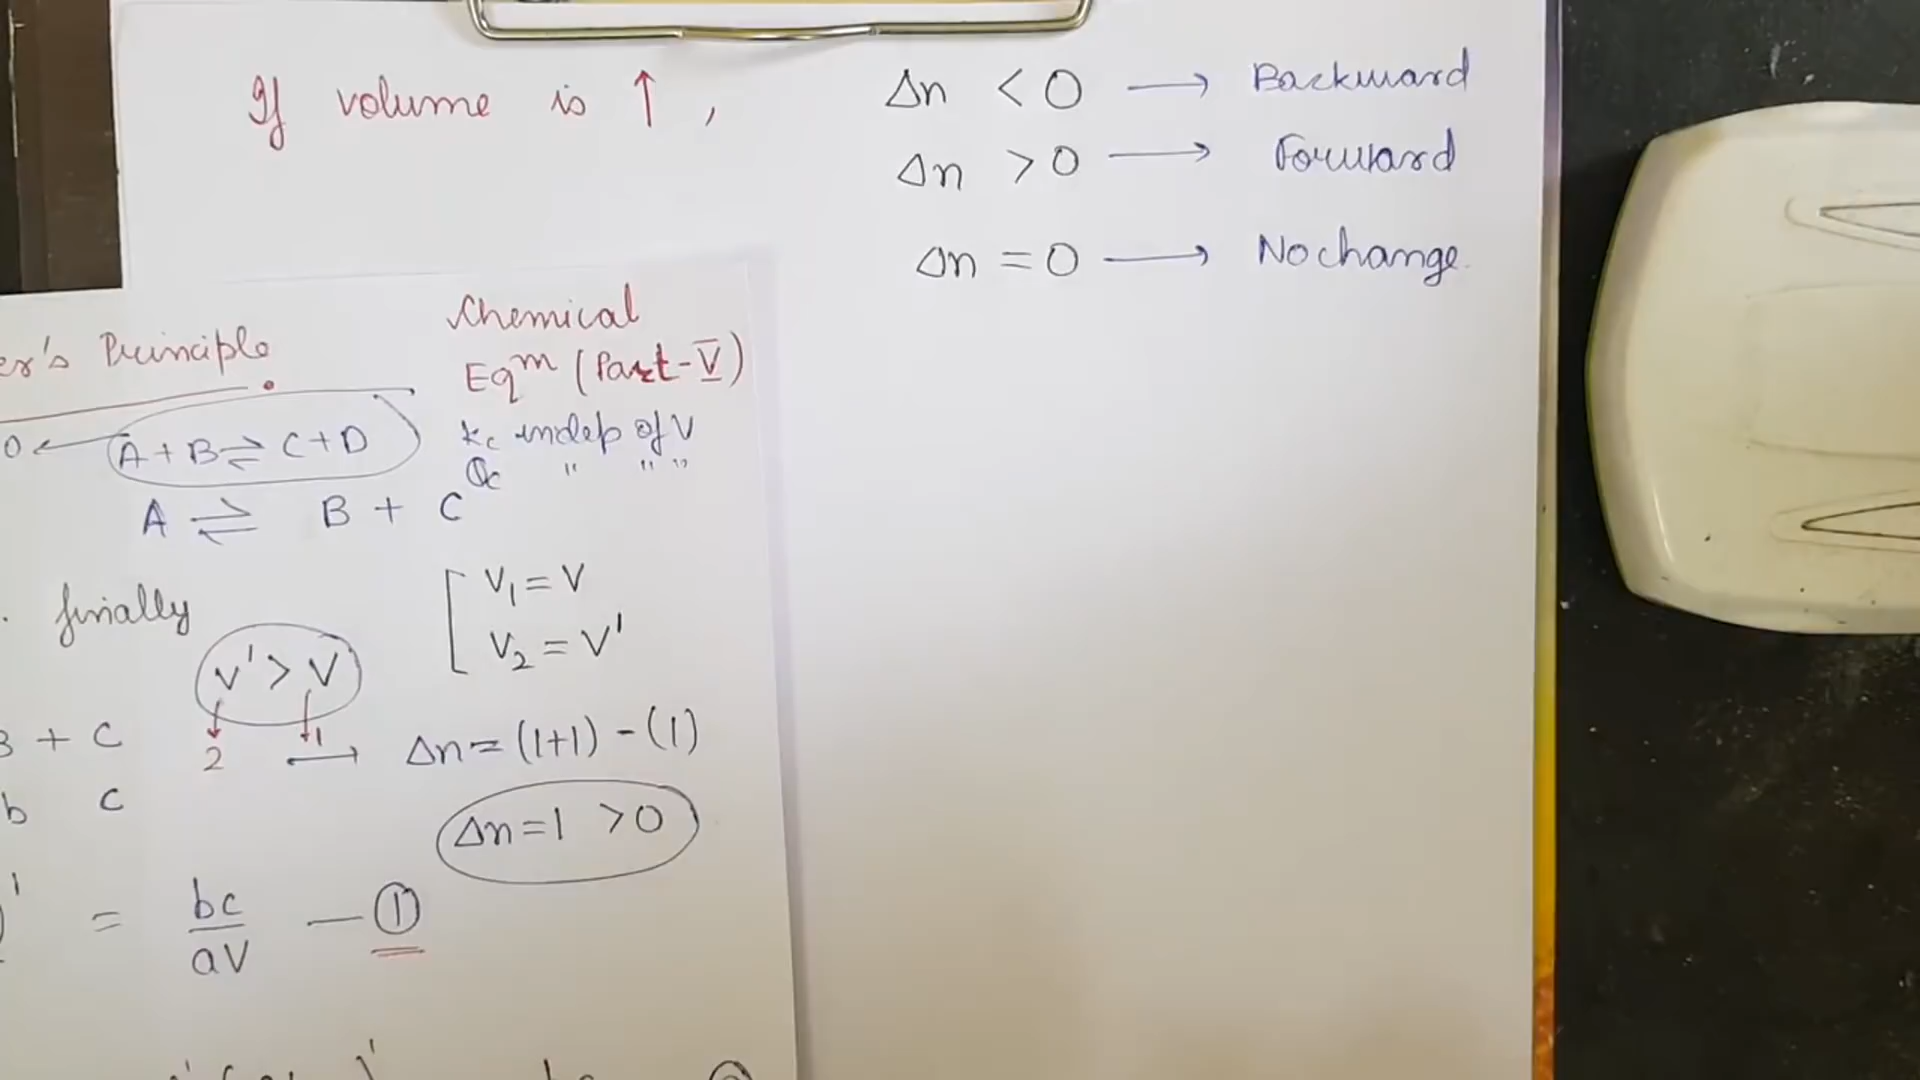 If volume is ↑ ,
Δn < 0 → Backward
Δn > 0 → Forward
Δn = 0 → No change.
er's Principle
Chemical
Eqm (Part-V)
0 ← A + B ⇌ C + D
Kc indep of V
Qc " " "
A ⇌ B + C
. finally
V1 = V
V2 = V'
V' > V
2 1
B + C
Δn = (1+1) - (1)
b c
Δn = 1 > 0
= bc/aV — ①